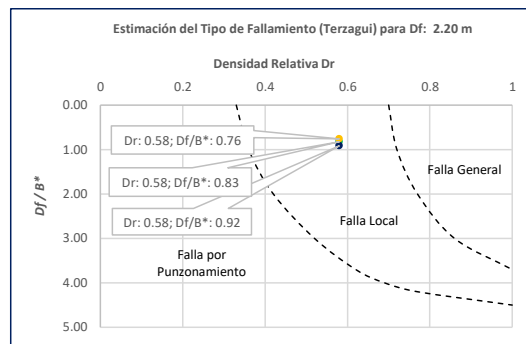 Estimación del Tipo de Fallamiento (Terzagui) para Df: 2.20 m
Densidad Relativa Dr
0 0.2 0.4 0.6 0.8 1
0.00
1.00
2.00
3.00
4.00
5.00
Df / B*
Dr: 0.58; Df/B*: 0.76
Dr: 0.58; Df/B*: 0.83
Dr: 0.58; Df/B*: 0.92
Falla General
Falla Local
Falla por
Punzonamiento